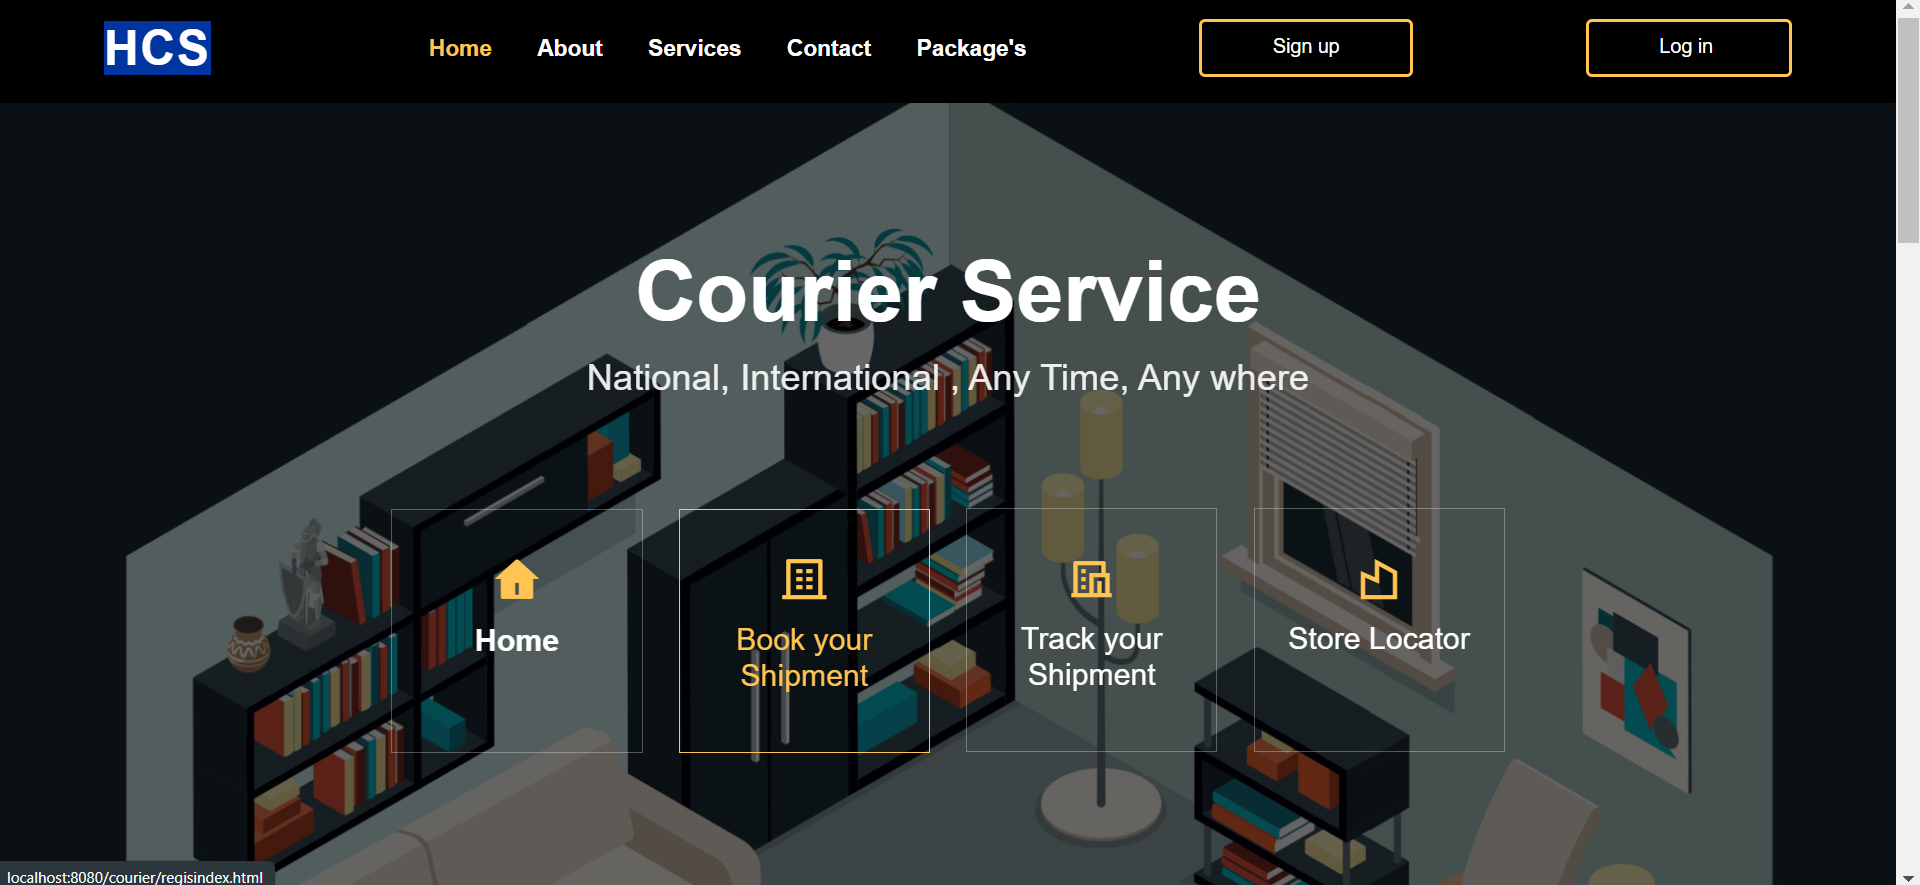 HCS
Home About Services Contact Package's Sign up Log in
Courier Service
National, International , Any Time, Any where
Home
Book your
Shipment
Track your
Shipment
Store Locator
localhost:8080/courier/regisindex.html